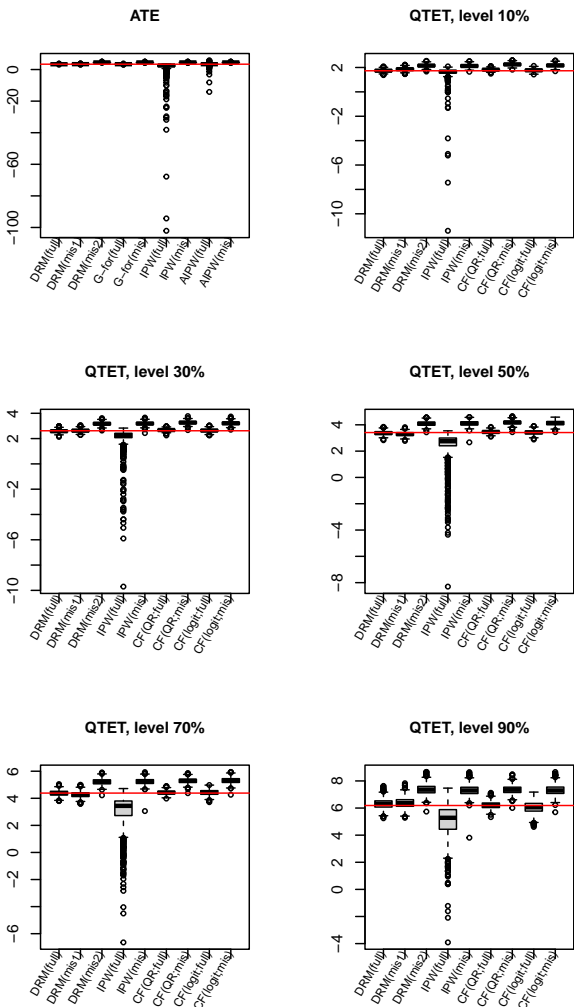 ATE
0
−20
−60
−100
DRM(full)
DRM(mis1)
DRM(mis2)
G−for(full)
G−for(mis)
IPW(full)
IPW(mis)
AIPW(full)
AIPW(mis)
QTET, level 10%
2
−2
−6
−10
DRM(full)
DRM(mis1)
DRM(mis2)
IPW(full)
IPW(mis)
CF(QR;full)
CF(QR;mis)
CF(logit;full)
CF(logit;mis)
QTET, level 30%
4
2
−2
−6
−10
DRM(full)
DRM(mis1)
DRM(mis2)
IPW(full)
IPW(mis)
CF(QR;full)
CF(QR;mis)
CF(logit;full)
CF(logit;mis)
QTET, level 50%
4
2
0
−4
−8
DRM(full)
DRM(mis1)
DRM(mis2)
IPW(full)
IPW(mis)
CF(QR;full)
CF(QR;mis)
CF(logit;full)
CF(logit;mis)
QTET, level 70%
6
4
2
0
−2
−6
DRM(full)
DRM(mis1)
DRM(mis2)
IPW(full)
IPW(mis)
CF(QR;full)
CF(QR;mis)
CF(logit;full)
CF(logit;mis)
QTET, level 90%
8
6
4
2
0
−4
DRM(full)
DRM(mis1)
DRM(mis2)
IPW(full)
IPW(mis)
CF(QR;full)
CF(QR;mis)
CF(logit;full)
CF(logit;mis)